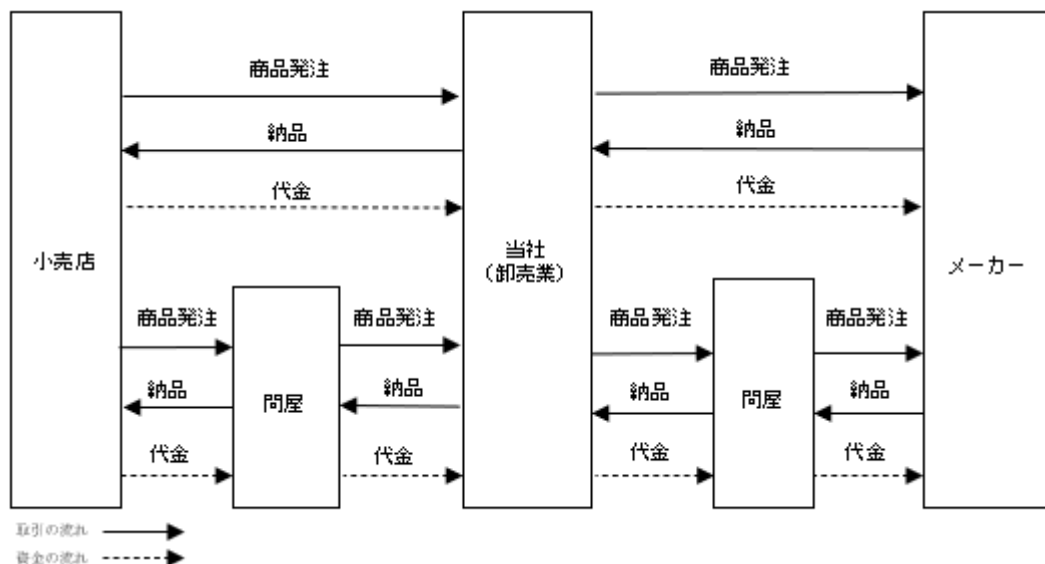 商品発注
商品発注
納品
納品
代金
代金
小売店
当社
(卸売業)
メーカー
商品発注
商品発注
商品発注
商品発注
納品
納品
納品
納品
問屋
問屋
代金
代金
代金
代金
取引の流れ
資金の流れ